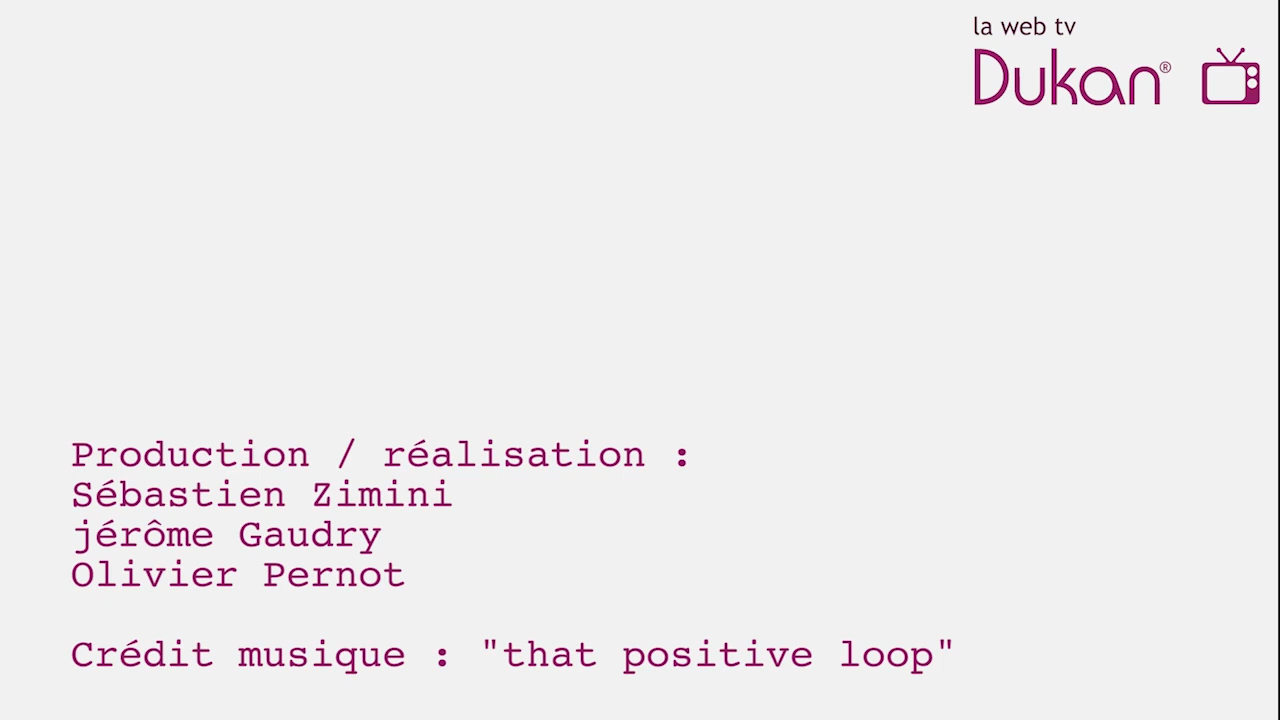 la web tv
Dukan®
Production / réalisation :
Sébastien Zimini
jérôme Gaudry
Olivier Pernot
Crédit musique : "that positive loop"